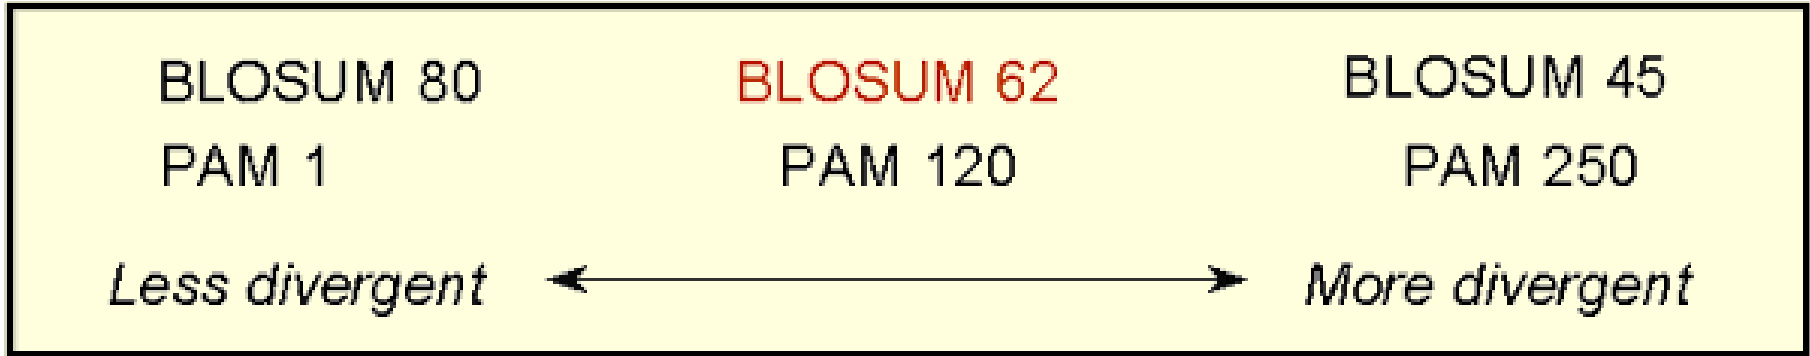 BLOSUM 80 BLOSUM 62 BLOSUM 45
PAM 1 PAM 120 PAM 250
Less divergent More divergent